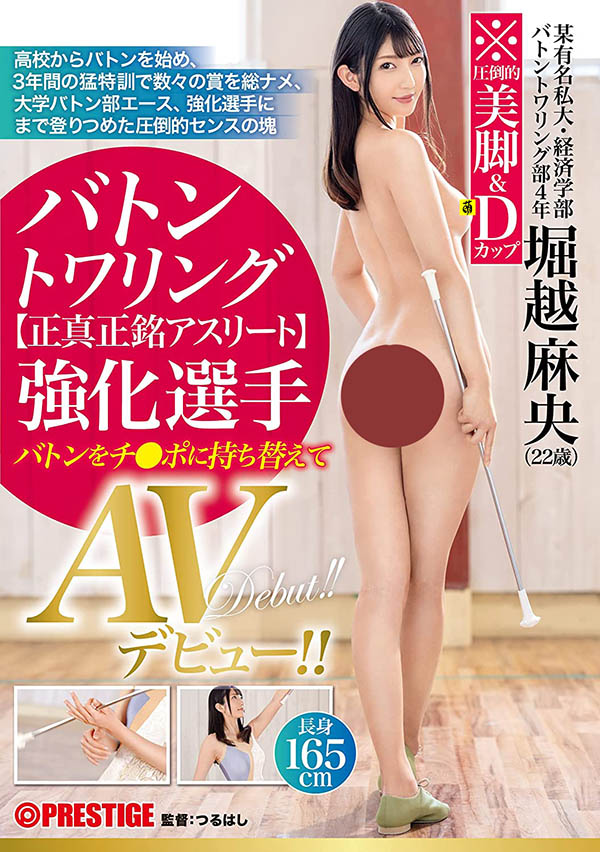 高校からバトンを始め、
3年間の猛特訓で数々の賞を総ナメ、
大学バトン部エース、強化選手に
まで登りつめた圧倒的センスの塊
某有名私大・経済学部
バトントワリング部4年
堀越麻央
(22歳)
※圧倒的美脚&Dカップ
萌
バトン
トワリング
【正真正銘アスリート】
強化選手
バトンをチ●ポに持ち替えて
AV
Debut!!
デビュー!!
長身
165
cm
PRESTIGE 監督:つるはし